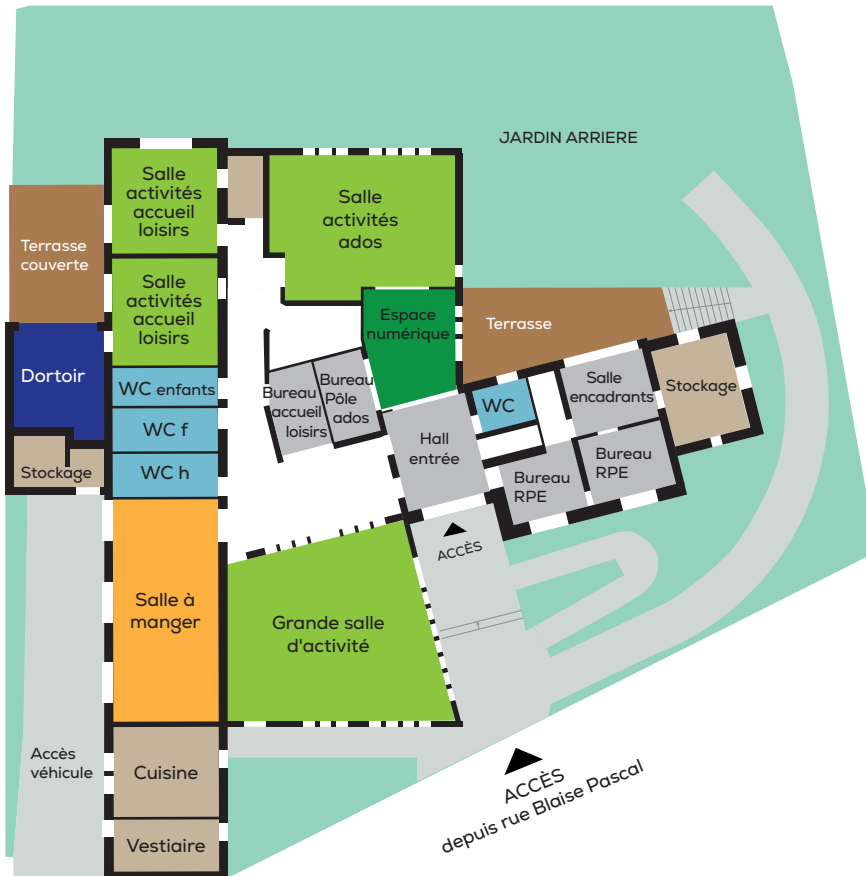 JARDIN ARRIERE
Salle
activités
accueil
loisirs
Salle
activités
ados
Terrasse
couverte
Salle
activités
accueil
loisirs
Espace
numérique
Terrasse
Dortoir
WC enfants
Bureau
accueil
loisirs
Bureau
Pôle
ados
WC
Salle
encadrants
Stockage
WC f
Hall
entrée
Stockage
WC h
Bureau
RPE
Bureau
RPE
ACCÈS
Salle à
manger
Grande salle
d'activité
Accès
véhicule
Cuisine
ACCÈS
depuis rue Blaise Pascal
Vestiaire